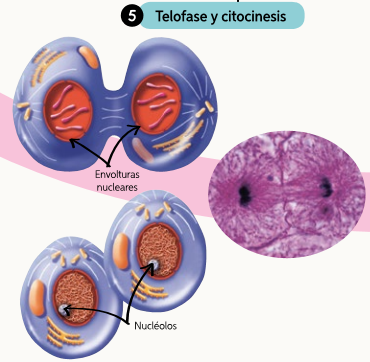 5 Telofase y citocinesis
Envolturas
nucleares
Nucléolos